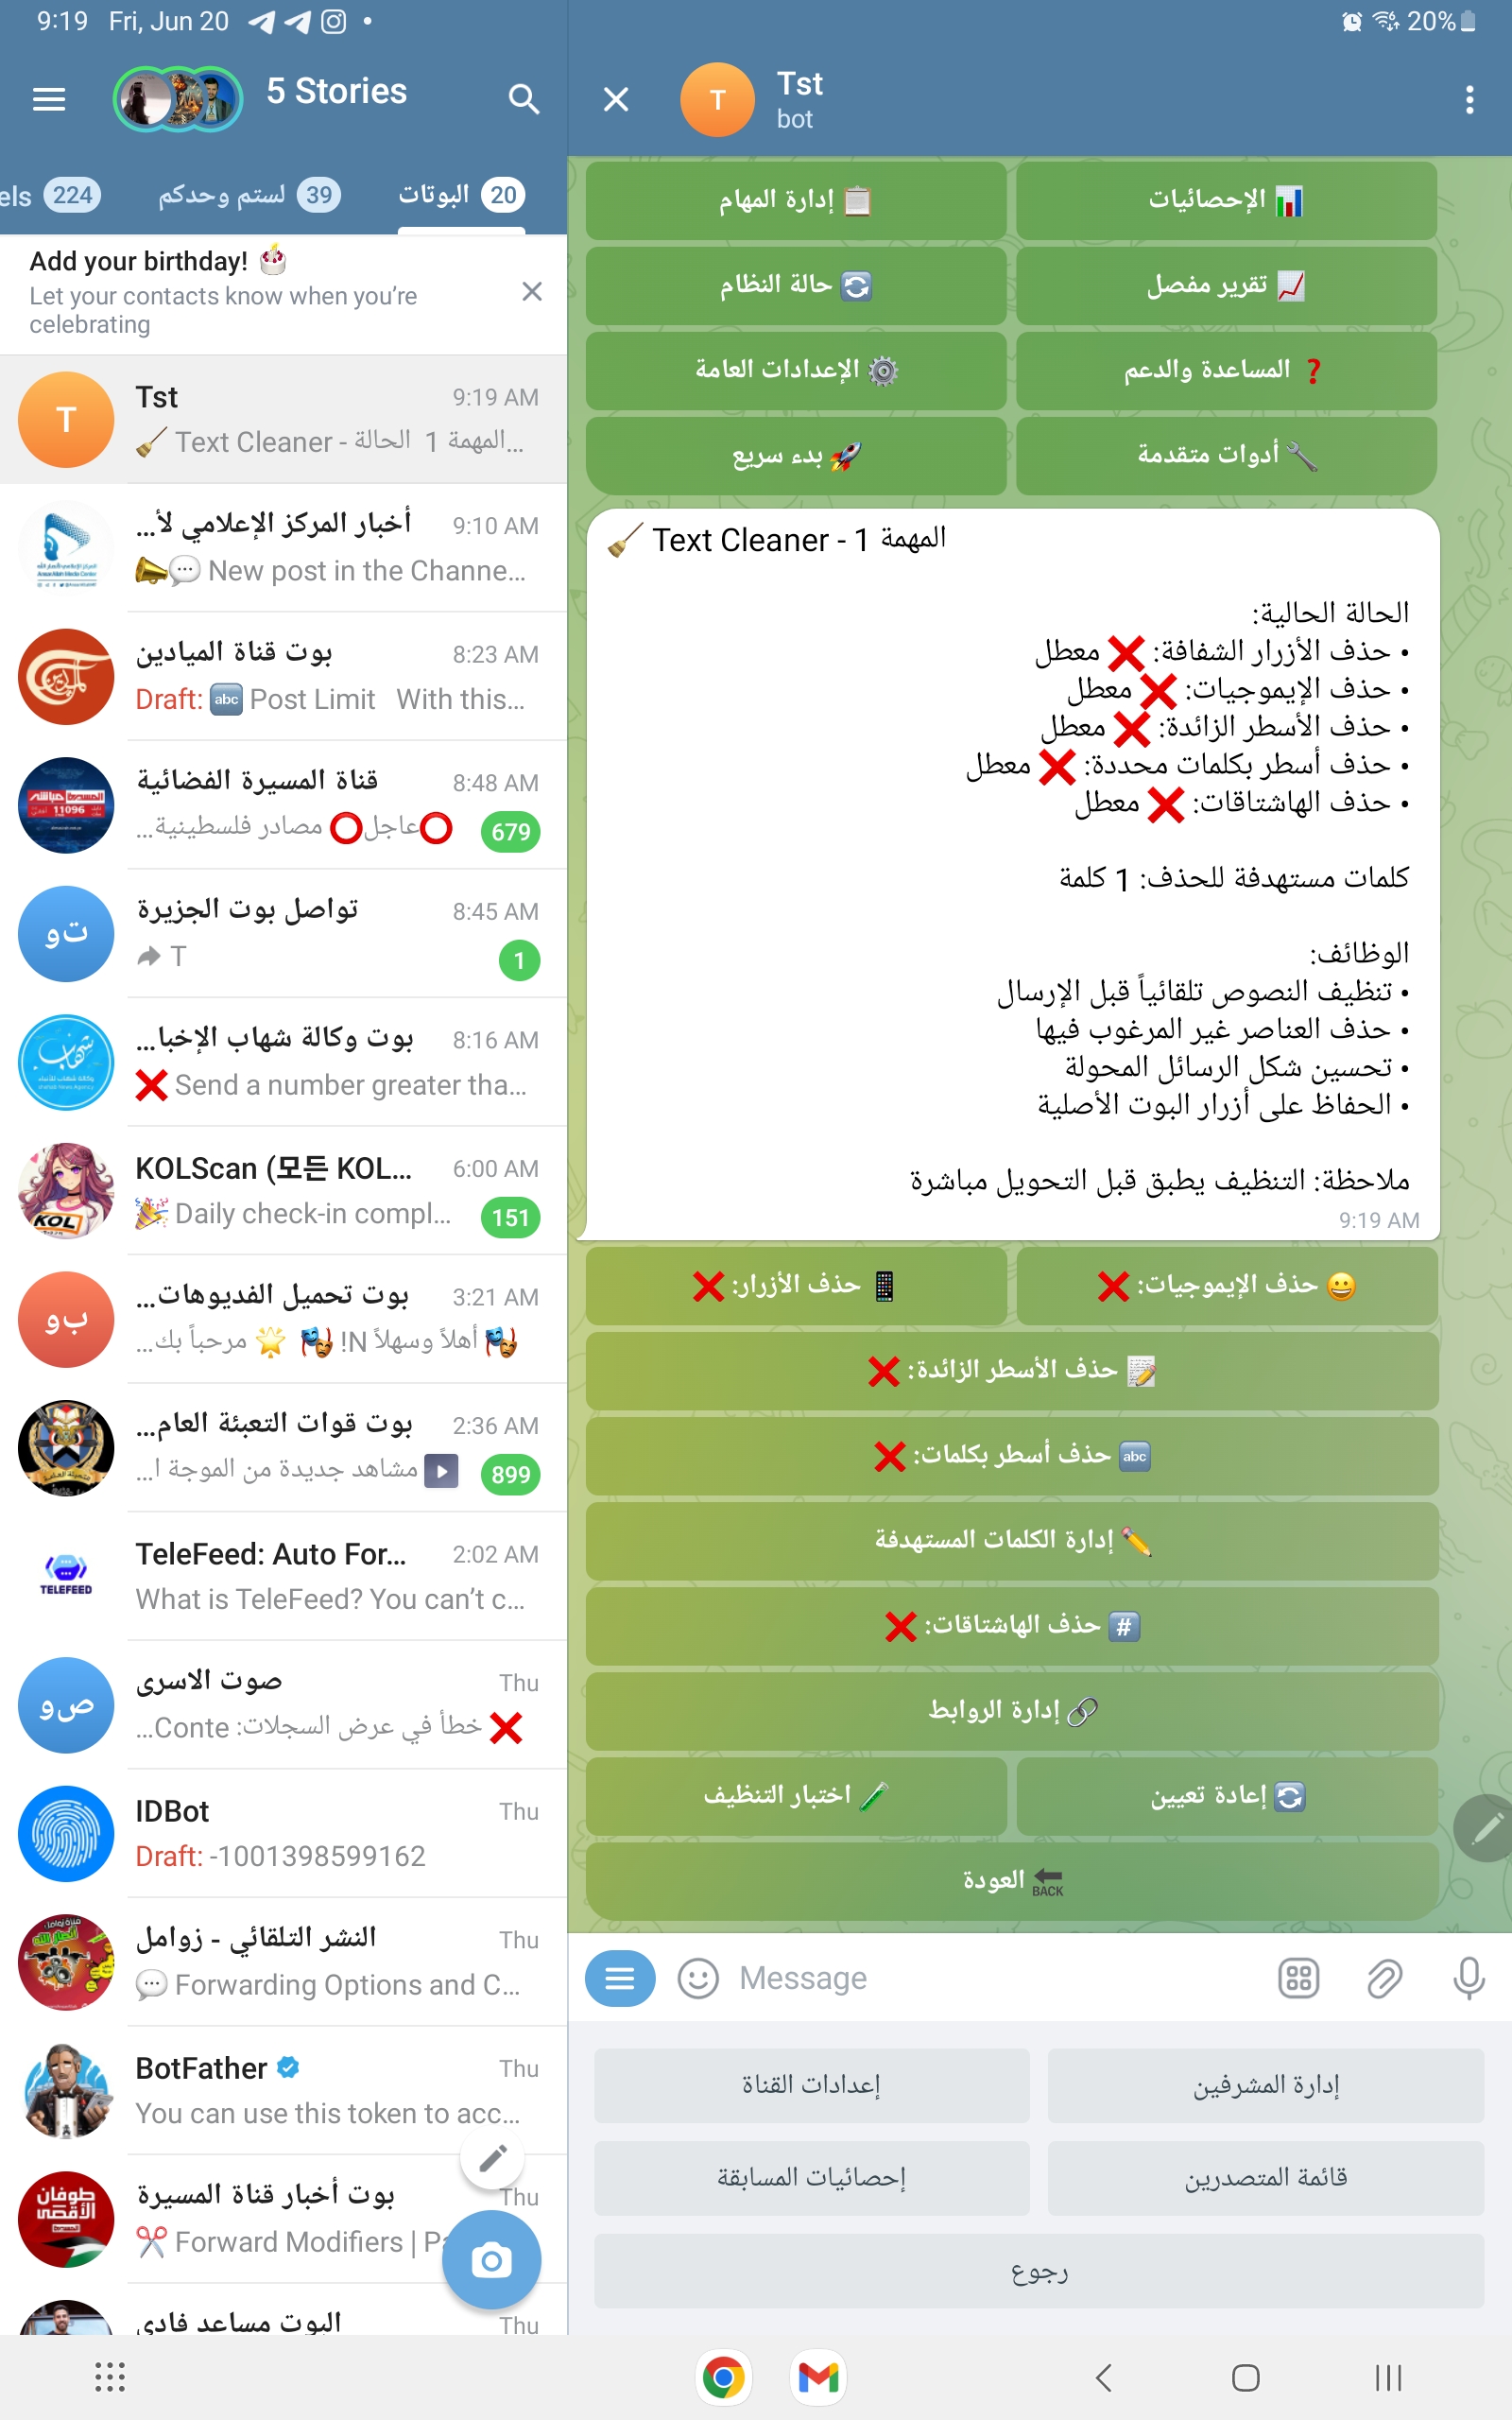 9:19 Fri, Jun 20
20%
5 Stories
els 224
لستم وحدكم 39
البوتات 20
Add your birthday! 🎂
Let your contacts know when you're
celebrating
T
Tst
9:19 AM
🧹 Text Cleaner - المهمة 1 الحالة...
أخبار المركز الإعلامي لأ...
9:10 AM
📣💬 New post in the Channe...
بوت قناة الميادين
8:23 AM
Draft: 🔤 Post Limit With this...
قناة المسيرة الفضائية
8:48 AM
⭕عاجل⭕ مصادر فلسطينية...
679
تو
تواصل بوت الجزيرة
8:45 AM
T
1
بوت وكالة شهاب الإخبا...
8:16 AM
❌ Send a number greater tha...
KOLScan (모든 KOL...
6:00 AM
🎉 Daily check-in compl...
151
KOL
بو
بوت تحميل الفديوهات...
3:21 AM
🎭 أهلاً وسهلاً N! 🎭 🌟 مرحباً بك...
بوت قوات التعبئة العام...
2:36 AM
مشاهد جديدة من الموجة ا...
899
TELEFEED
TeleFeed: Auto For...
2:02 AM
What is TeleFeed? You can't c...
صو
صوت الاسرى
Thu
❌ خطأ في عرض السجلات: Conte...
IDBot
Thu
Draft: -1001398599162
النشر التلقائي - زوامل
Thu
💬 Forwarding Options and C...
BotFather
Thu
You can use this token to acc...
طوفان
الأقصى
بوت أخبار قناة المسيرة
Thu
✂️ Forward Modifiers | Pa
البوت مساعد فادي
Thu
T
Tst
bot
📊 الإحصائيات
📋 إدارة المهام
📈 تقرير مفصل
🔄 حالة النظام
❓ المساعدة والدعم
⚙️ الإعدادات العامة
🔧 أدوات متقدمة
🚀 بدء سريع
🧹 Text Cleaner - المهمة 1
الحالة الحالية:
• حذف الأزرار الشفافة: ❌ معطل
• حذف الإيموجيات: ❌ معطل
• حذف الأسطر الزائدة: ❌ معطل
• حذف أسطر بكلمات محددة: ❌ معطل
• حذف الهاشتاقات: ❌ معطل
كلمات مستهدفة للحذف: 1 كلمة
الوظائف:
• تنظيف النصوص تلقائياً قبل الإرسال
• حذف العناصر غير المرغوب فيها
• تحسين شكل الرسائل المحولة
• الحفاظ على أزرار البوت الأصلية
ملاحظة: التنظيف يطبق قبل التحويل مباشرة
9:19 AM
😀 حذف الإيموجيات: ❌
📱 حذف الأزرار: ❌
📝 حذف الأسطر الزائدة: ❌
🔤 حذف أسطر بكلمات: ❌
✏️ إدارة الكلمات المستهدفة
#️⃣ حذف الهاشتاقات: ❌
🔗 إدارة الروابط
🔄 إعادة تعيين
🧪 اختبار التنظيف
🔙 العودة
Message
إدارة المشرفين
إعدادات القناة
قائمة المتصدرين
إحصائيات المسابقة
رجوع